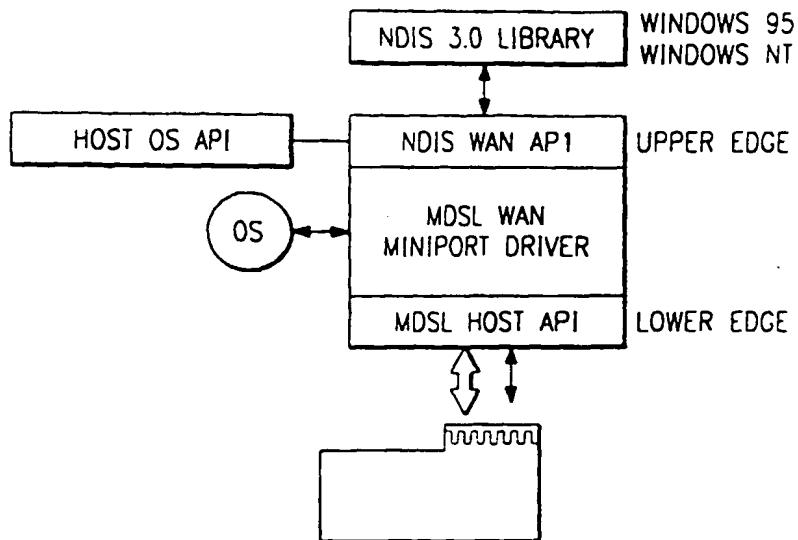 NDIS 3.0 LIBRARY
WINDOWS 95
WINDOWS NT
HOST OS API
NDIS WAN AP1
UPPER EDGE
OS
MDSL WAN
MINIPORT DRIVER
MDSL HOST API
LOWER EDGE